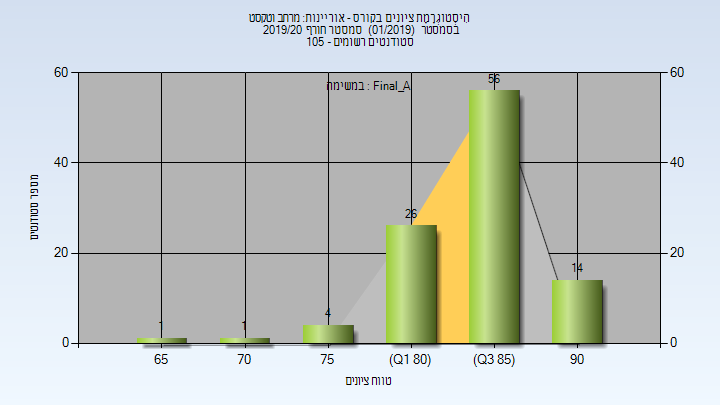 היסטוגרמת ציונים בקורס - אוריינות: מרחב וטקסט
בסמסטר (01/2019) סמסטר חורף 2019/20
סטודנטים רשומים - 105
במשימה : Final_A
60
40
20
0
60
40
20
0
מספר סטודנטים
1
1
4
26
56
14
65
70
75
(Q1 80)
(Q3 85)
90
טווח ציונים